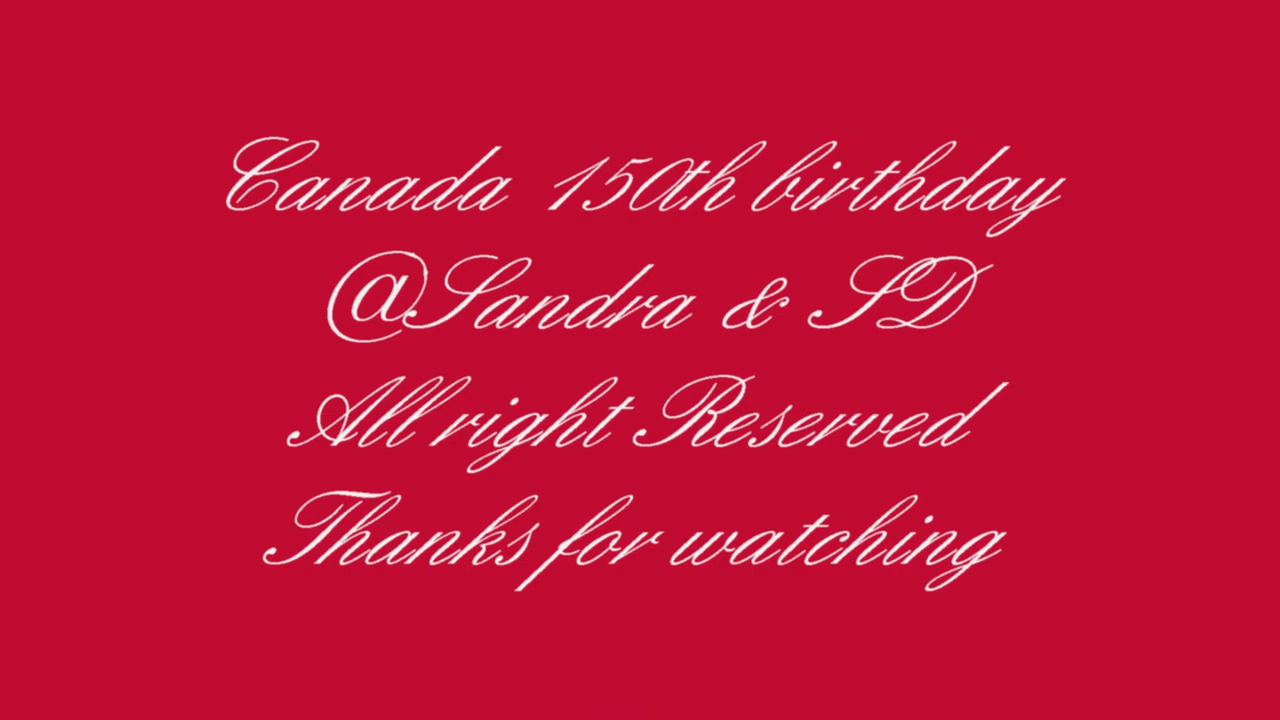 Canada 150th birthday
@Sandra & SD
All right Reserved
Thanks for watching